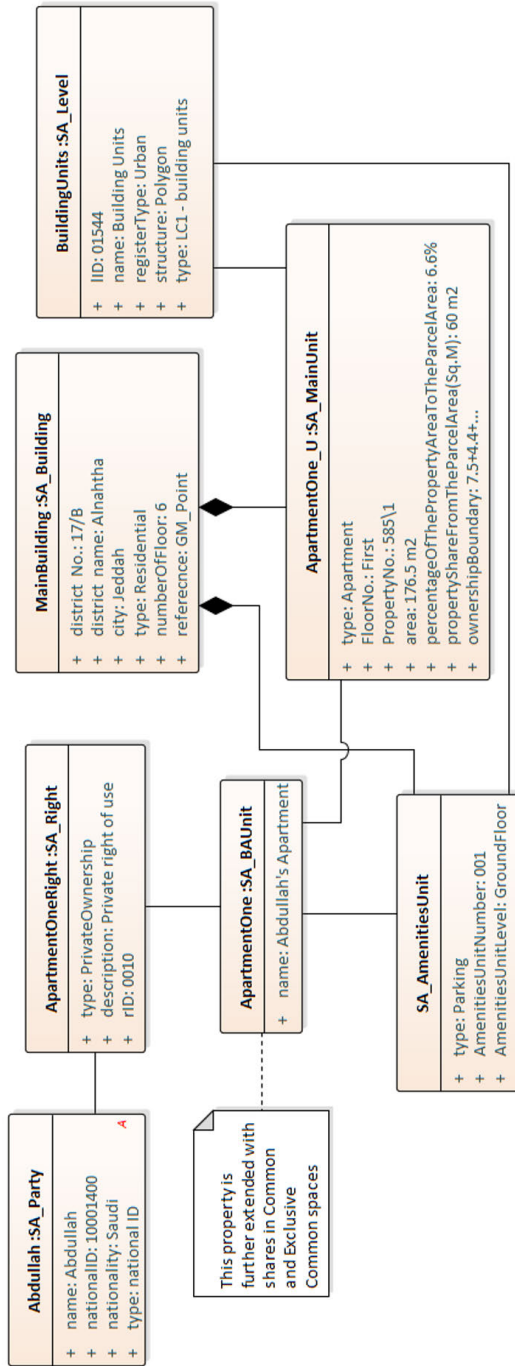 Abdullah :SA_Party
+ name: Abdullah
+ nationalID: 10001400
+ nationality: Saudi
+ type: national ID
A
ApartmentOneRight :SA_Right
+ type: PrivateOwnership
+ description: Private right of use
+ rID: 0010
MainBuilding :SA_Building
+ district No.: 17/B
+ district name: Alnahtha
+ city: Jeddah
+ type: Residential
+ numberOfFloor: 6
+ referecne: GM_Point
BuildingUnits :SA_Level
+ lID: 01544
+ name: Building Units
+ registerType: Urban
+ structure: Polygon
+ type: LC1 - building units
This property is
further extended with
shares in Common
and Exclusive
Common spaces
ApartmentOne :SA_BAUnit
+ name: Abdullah's Apartment
ApartmentOne_U :SA_MainUnit
+ type: Apartment
+ FloorNo.: First
+ PropertyNo.: 585\1
+ area: 176.5 m2
+ percentageOfThePropertyAreaToTheParcelArea: 6.6%
+ propertyShareFromTheParcelArea(Sq.M): 60 m2
+ ownershipBoundary: 7.5+4.4+...
SA_AmenitiesUnit
+ type: Parking
+ AmenitiesUnitNumber: 001
+ AmenitiesUnitLevel: GroundFloor